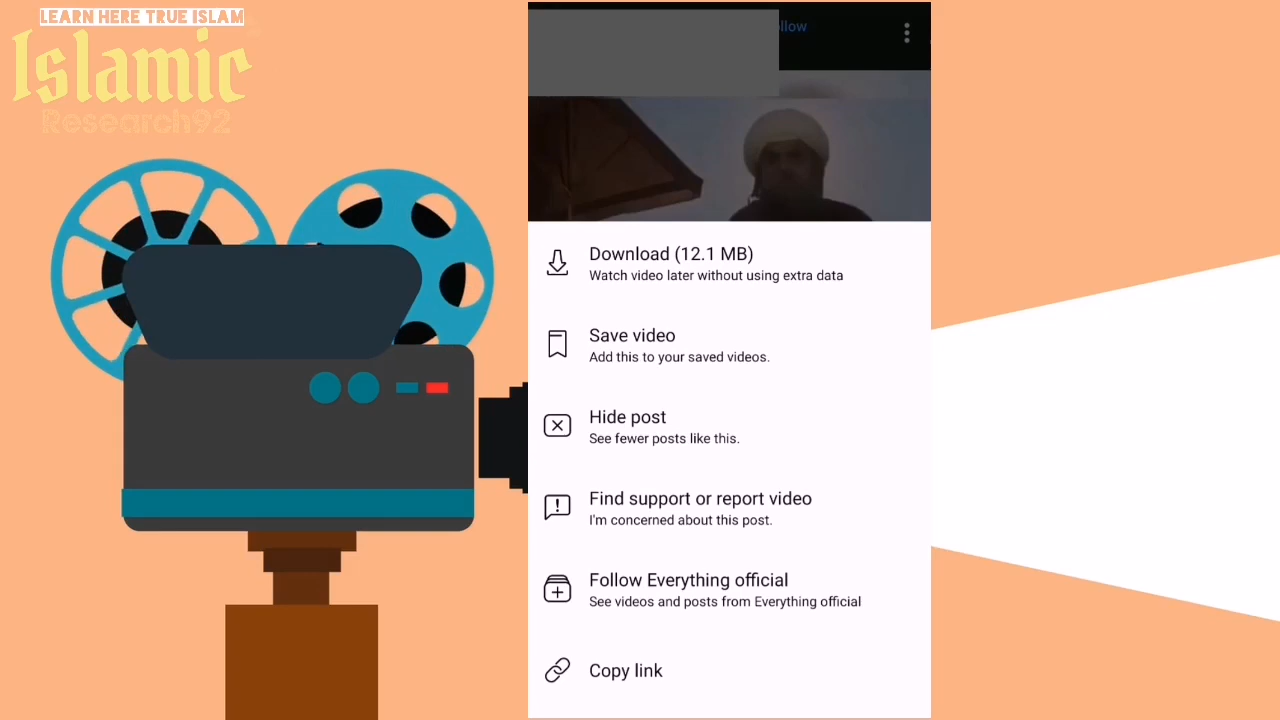 LEARN HERE TRUE ISLAM
Islamic
Research92
ollow
Download (12.1 MB)
Watch video later without using extra data
Save video
Add this to your saved videos.
Hide post
See fewer posts like this.
Find support or report video
I'm concerned about this post.
Follow Everything official
See videos and posts from Everything official
Copy link